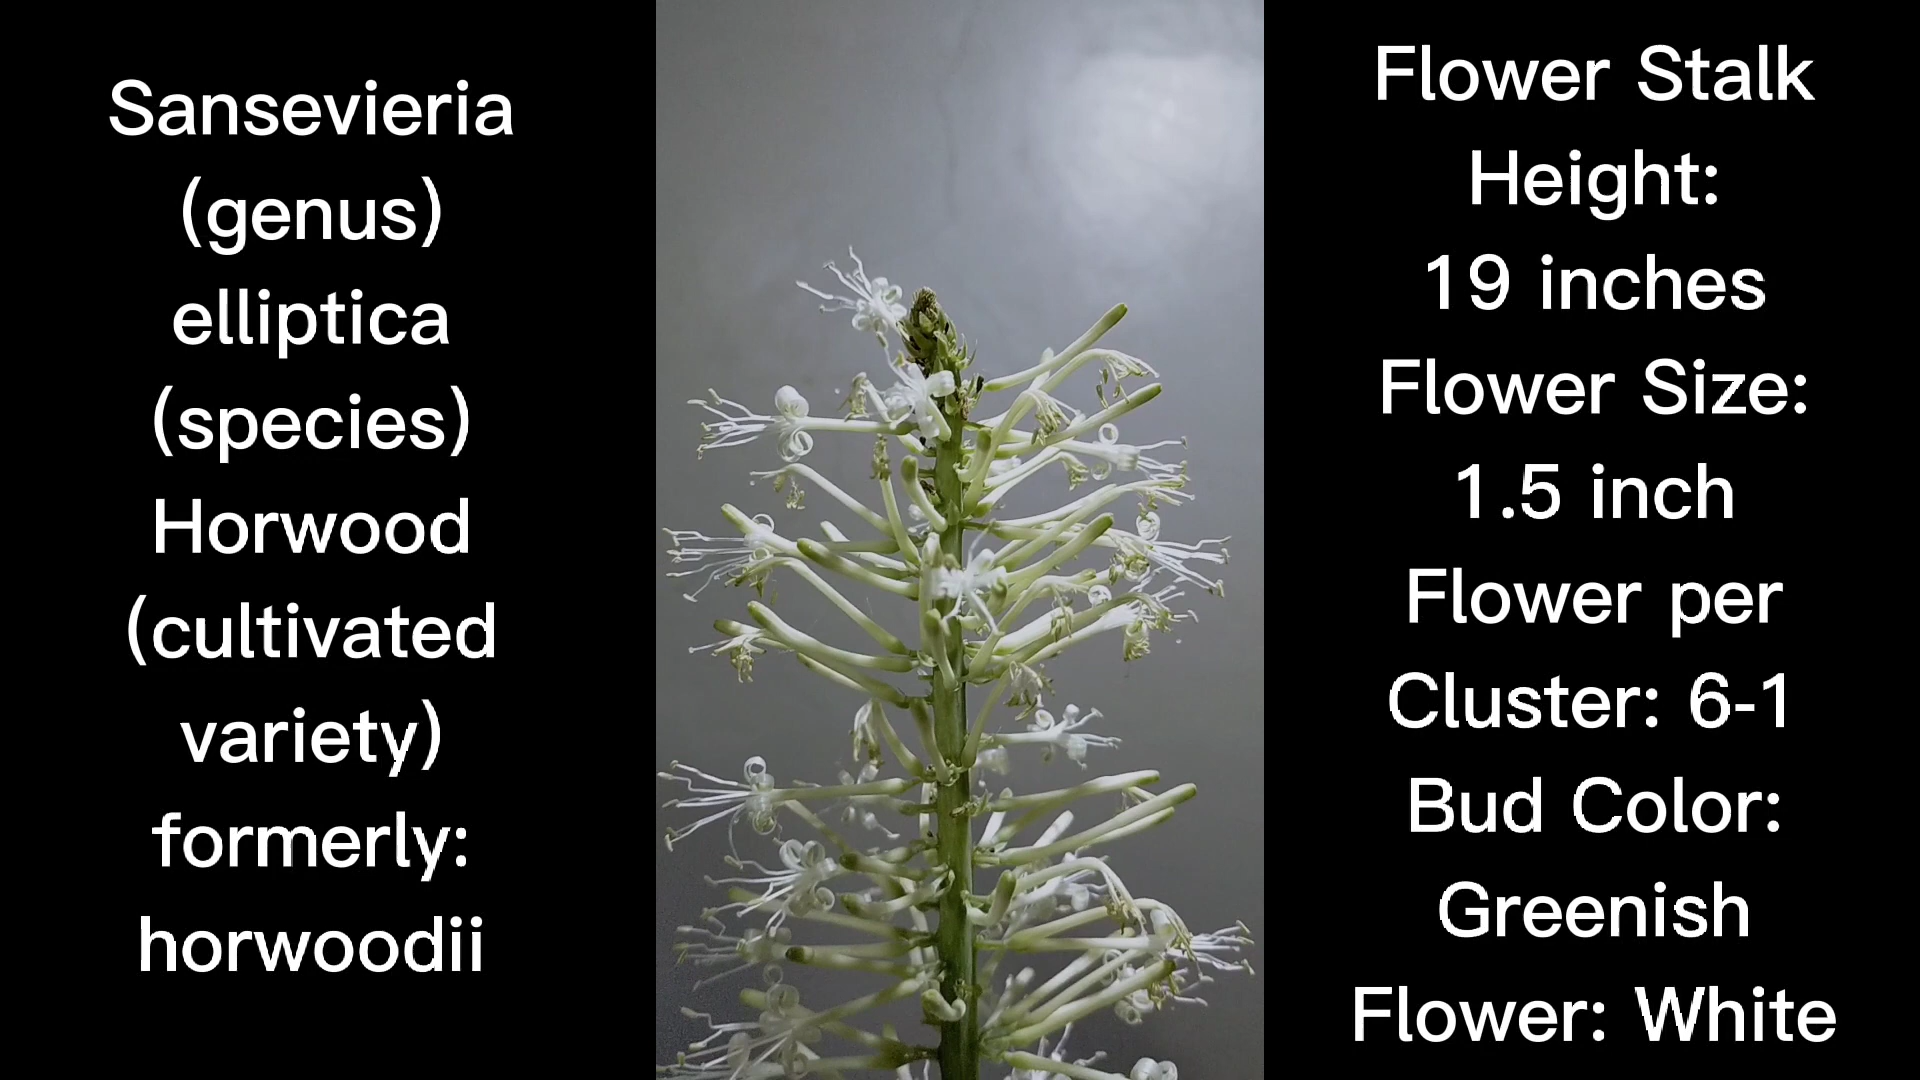 Sansevieria
(genus)
elliptica
(species)
Horwood
(cultivated
variety)
formerly:
horwoodii
Flower Stalk
Height:
19 inches
Flower Size:
1.5 inch
Flower per
Cluster: 6-1
Bud Color:
Greenish
Flower: White